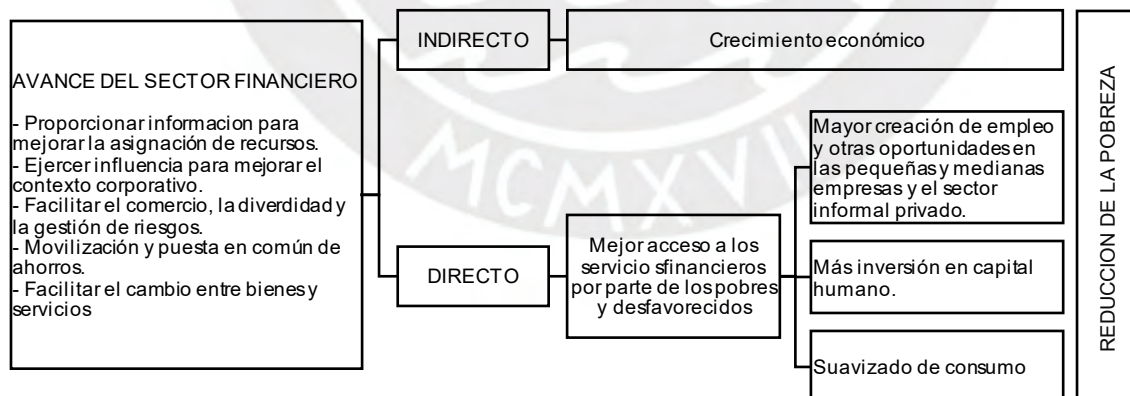 AVANCE DEL SECTOR FINANCIERO
- Proporcionar informacion para
mejorar la asignación de recursos.
- Ejercer influencia para mejorar el
contexto corporativo.
- Facilitar el comercio, la diverdidad y
la gestión de riesgos.
- Movilización y puesta en común de
ahorros.
- Facilitar el cambio entre bienes y
servicios
INDIRECTO
Crecimiento económico
DIRECTO
Mejor acceso a los
servicio sfinancieros
por parte de los pobres
y desfavorecidos
Mayor creación de empleo
y otras oportunidades en
las pequeñas y medianas
empresas y el sector
informal privado.
Más inversión en capital
humano.
Suavizado de consumo
REDUCCION DE LA POBREZA
MCMXVII